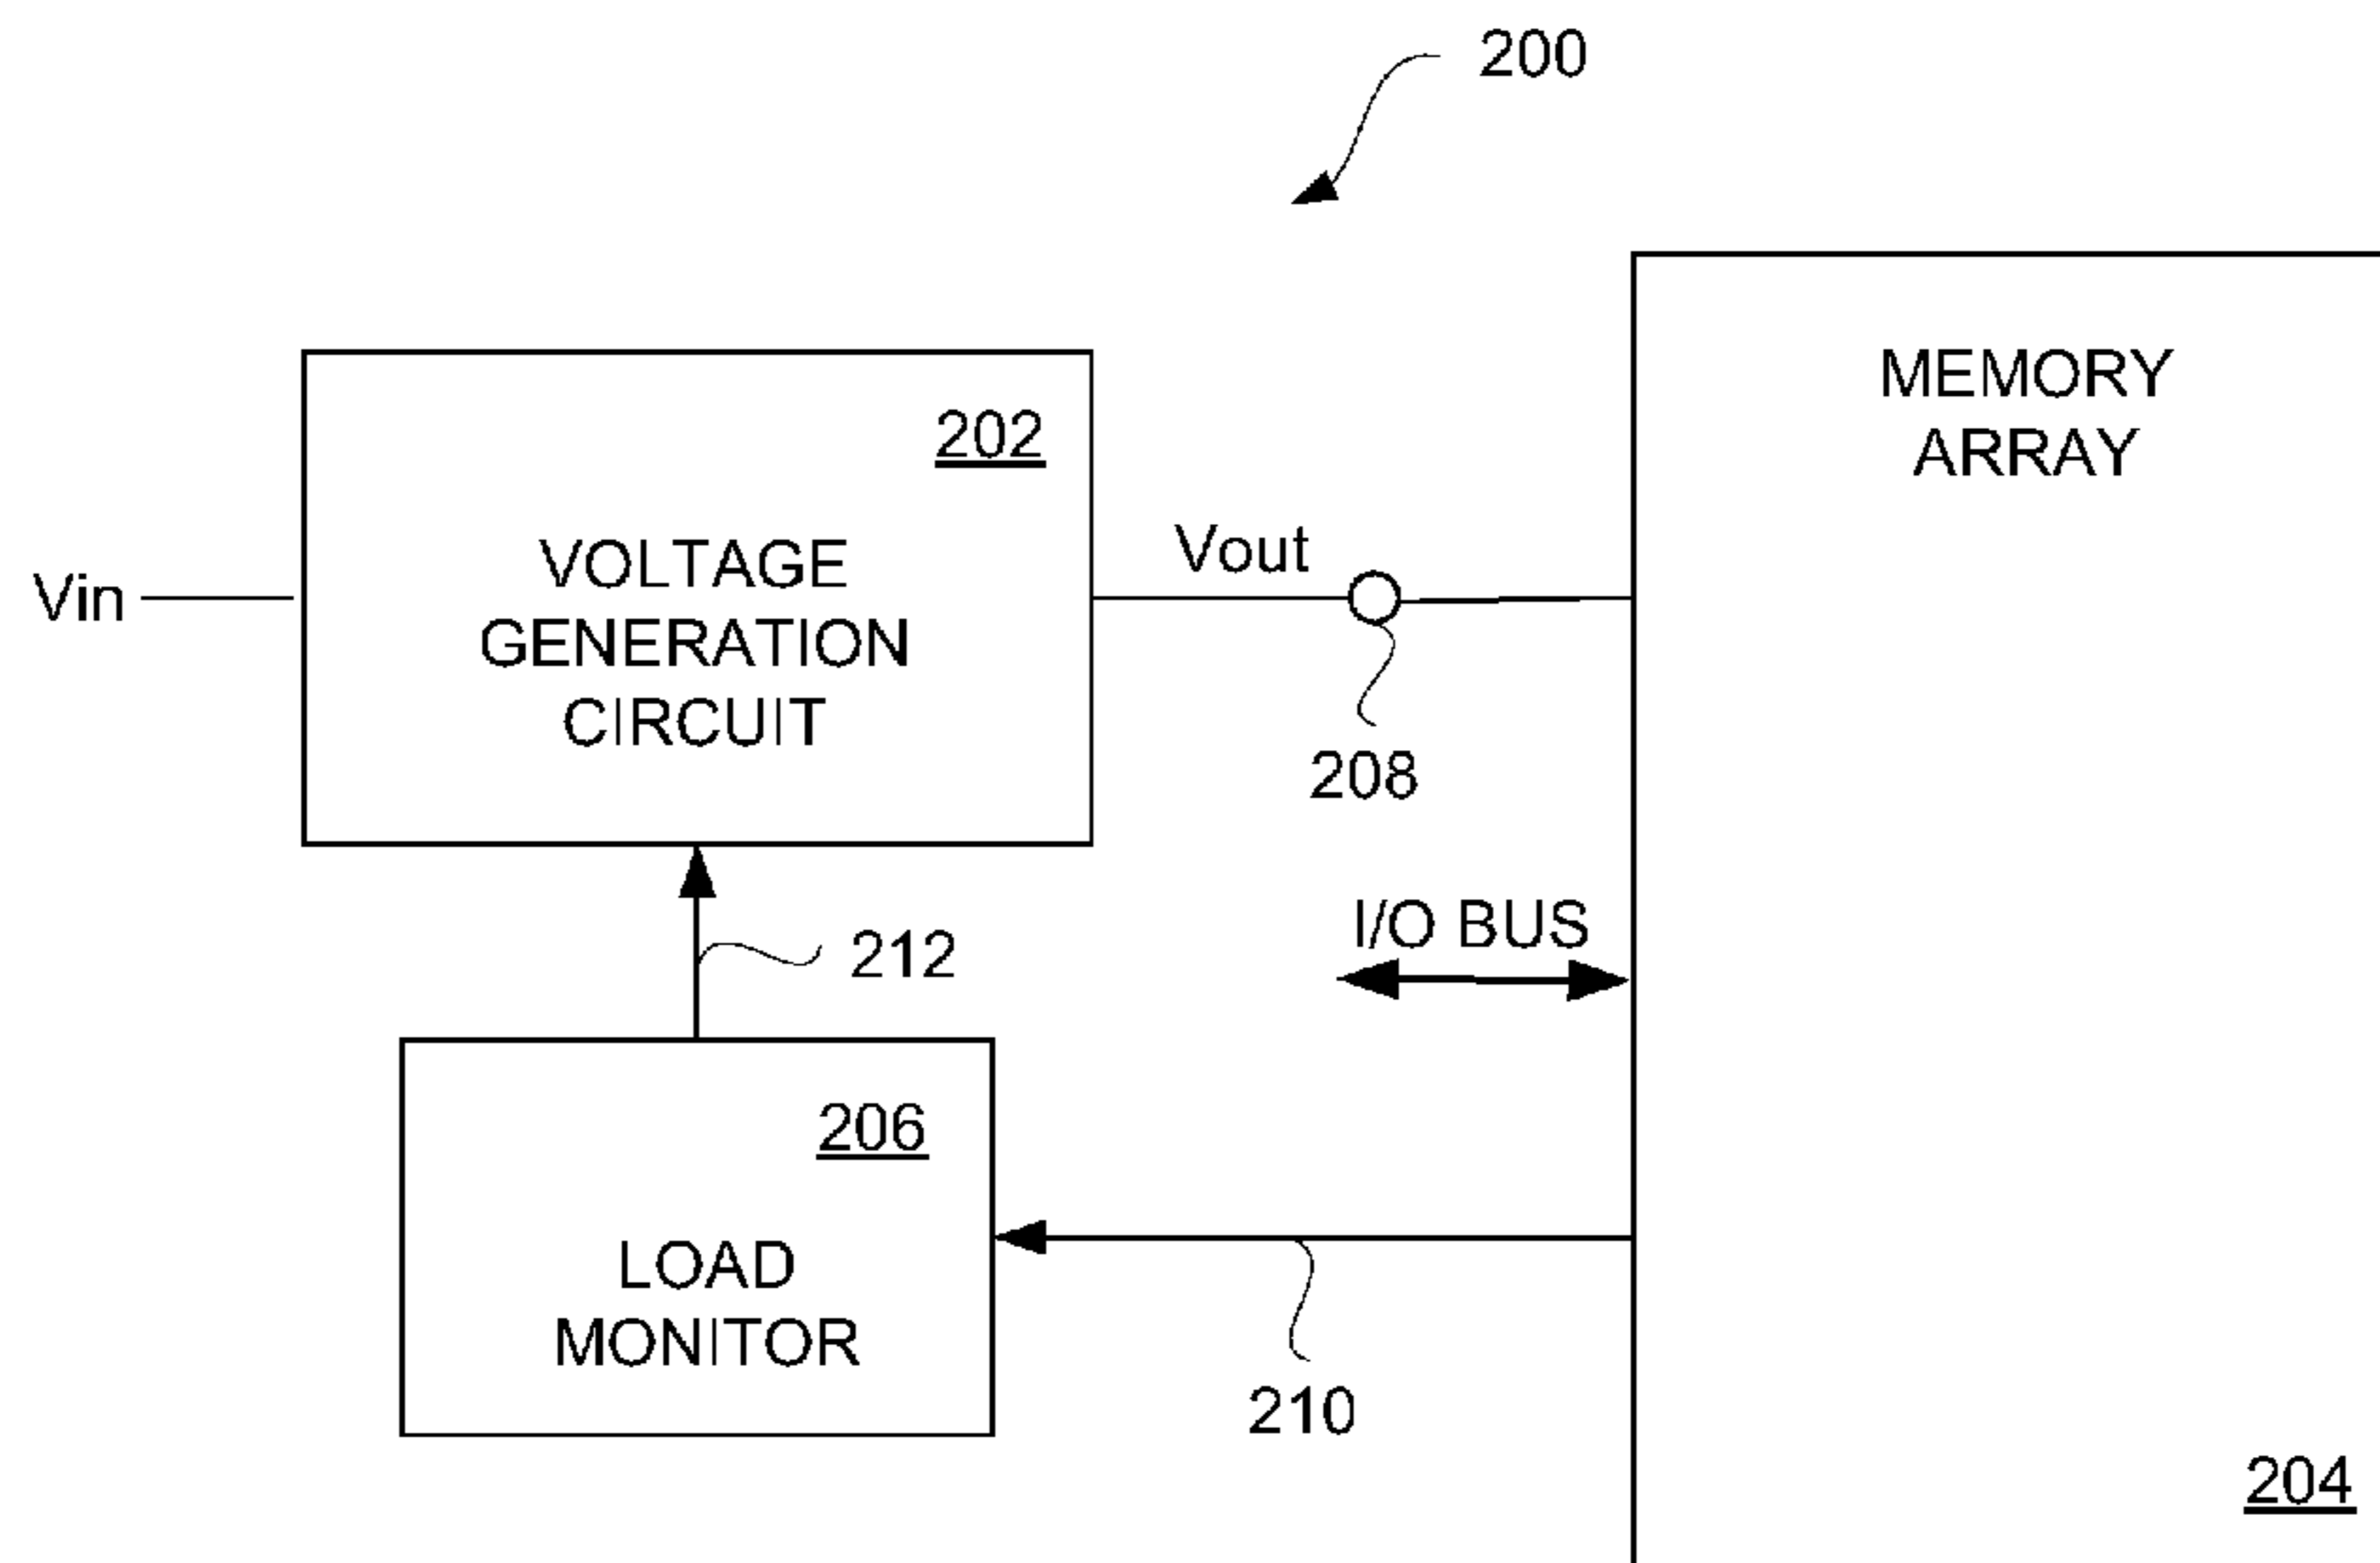 200
MEMORY
ARRAY
202
VOLTAGE
GENERATION
CIRCUIT
Vin
Vout
208
I/O BUS
212
206
LOAD
MONITOR
210
204